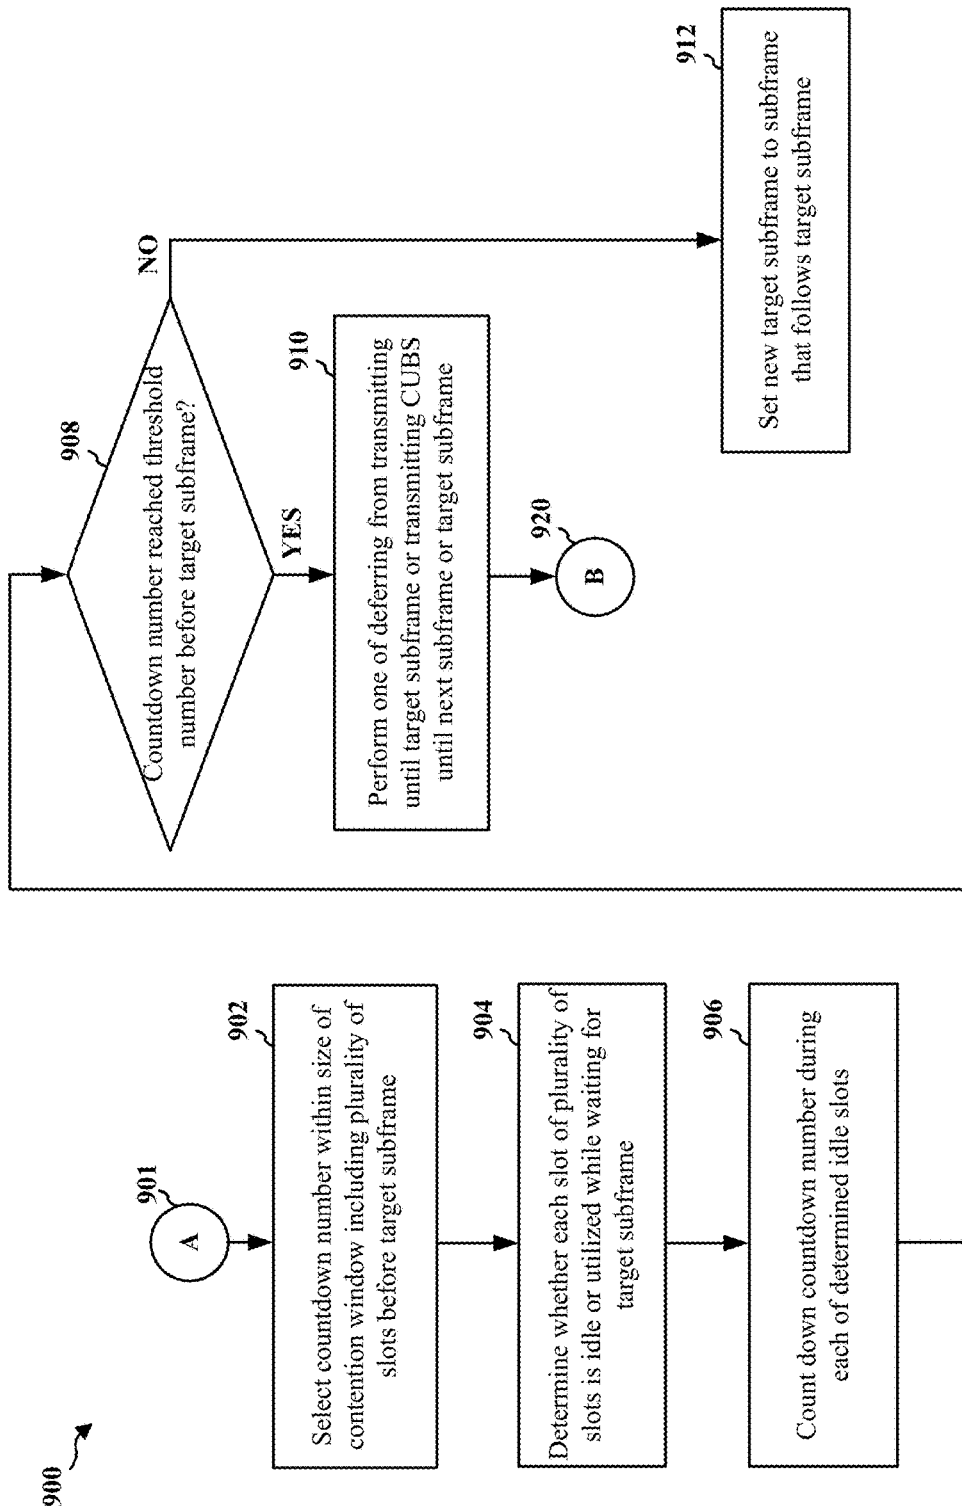 900
901
A
902
Select countdown number within size of
contention window including plurality of
slots before target subframe
904
Determine whether each slot of plurality of
slots is idle or utilized while waiting for
target subframe
906
Count down countdown number during
each of determined idle slots
908
Countdown number reached threshold
number before target subframe?
NO
YES
910
Perform one of deferring from transmitting
until target subframe or transmitting CUBS
until next subframe or target subframe
920
B
912
Set new target subframe to subframe
that follows target subframe